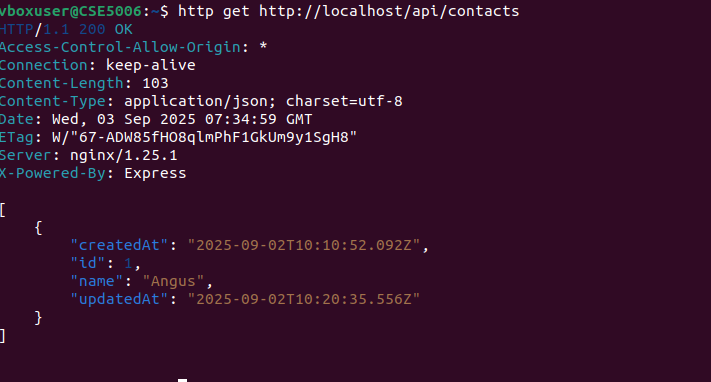 vboxuser@CSE5006:~$ http get http://localhost/api/contacts
HTTP/1.1 200 OK
Access-Control-Allow-Origin: *
Connection: keep-alive
Content-Length: 103
Content-Type: application/json; charset=utf-8
Date: Wed, 03 Sep 2025 07:34:59 GMT
ETag: W/"67-ADW85fHO8qlmPhF1GkUm9y1SgH8"
Server: nginx/1.25.1
X-Powered-By: Express
[
    {
        "createdAt": "2025-09-02T10:10:52.092Z",
        "id": 1,
        "name": "Angus",
        "updatedAt": "2025-09-02T10:20:35.556Z"
    }
]